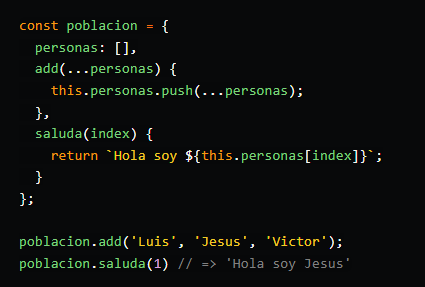 const poblacion = {
  personas: [],
  add(...personas) {
    this.personas.push(...personas);
  },
  saluda(index) {
    return `Hola soy ${this.personas[index]}`;
  }
};

poblacion.add('Luis', 'Jesus', 'Victor');
poblacion.saluda(1) // => 'Hola soy Jesus'